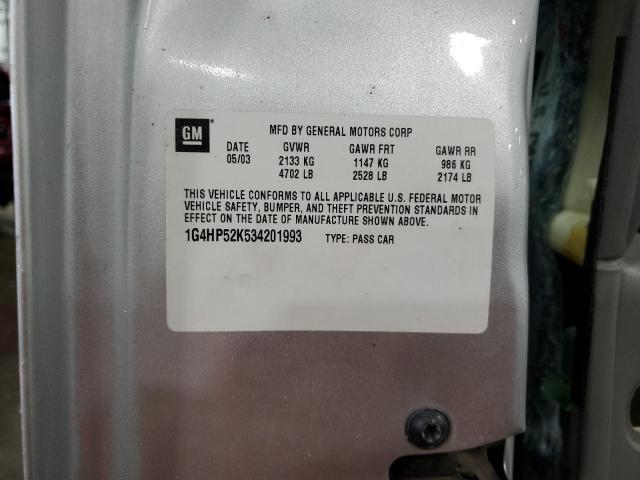 GM MFD BY GENERAL MOTORS CORP
DATE GVWR GAWR FRT GAWR RR
05/03 2133 KG 1147 KG 986 KG
4702 LB 2528 LB 2174 LB
THIS VEHICLE CONFORMS TO ALL APPLICABLE U.S. FEDERAL MOTOR
VEHICLE SAFETY, BUMPER, AND THEFT PREVENTION STANDARDS IN
EFFECT ON THE DATE OF MANUFACTURE SHOWN ABOVE.
1G4HP52K534201993 TYPE: PASS CAR